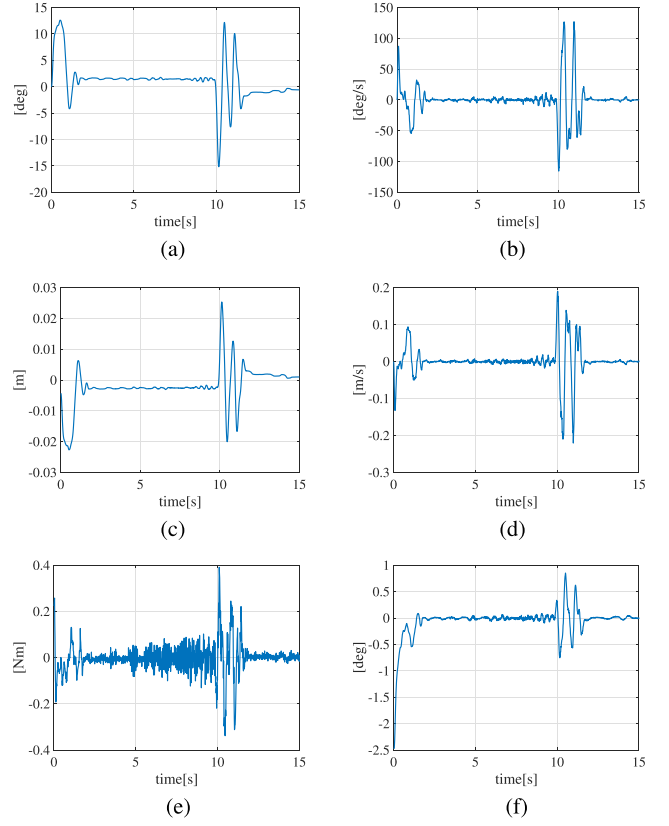 15
10
5
0
-5
-10
-15
-20
[deg]
0 5 10 15
time[s]
(a)
150
100
50
0
-50
-100
-150
[deg/s]
0 5 10 15
time[s]
(b)
0.03
0.02
0.01
0
-0.01
-0.02
-0.03
[m]
0 5 10 15
time[s]
(c)
0.2
0.1
0
-0.1
-0.2
-0.3
[m/s]
0 5 10 15
time[s]
(d)
0.4
0.2
0
-0.2
-0.4
[Nm]
0 5 10 15
time[s]
(e)
1
0.5
0
-0.5
-1
-1.5
-2
-2.5
[deg]
0 5 10 15
time[s]
(f)